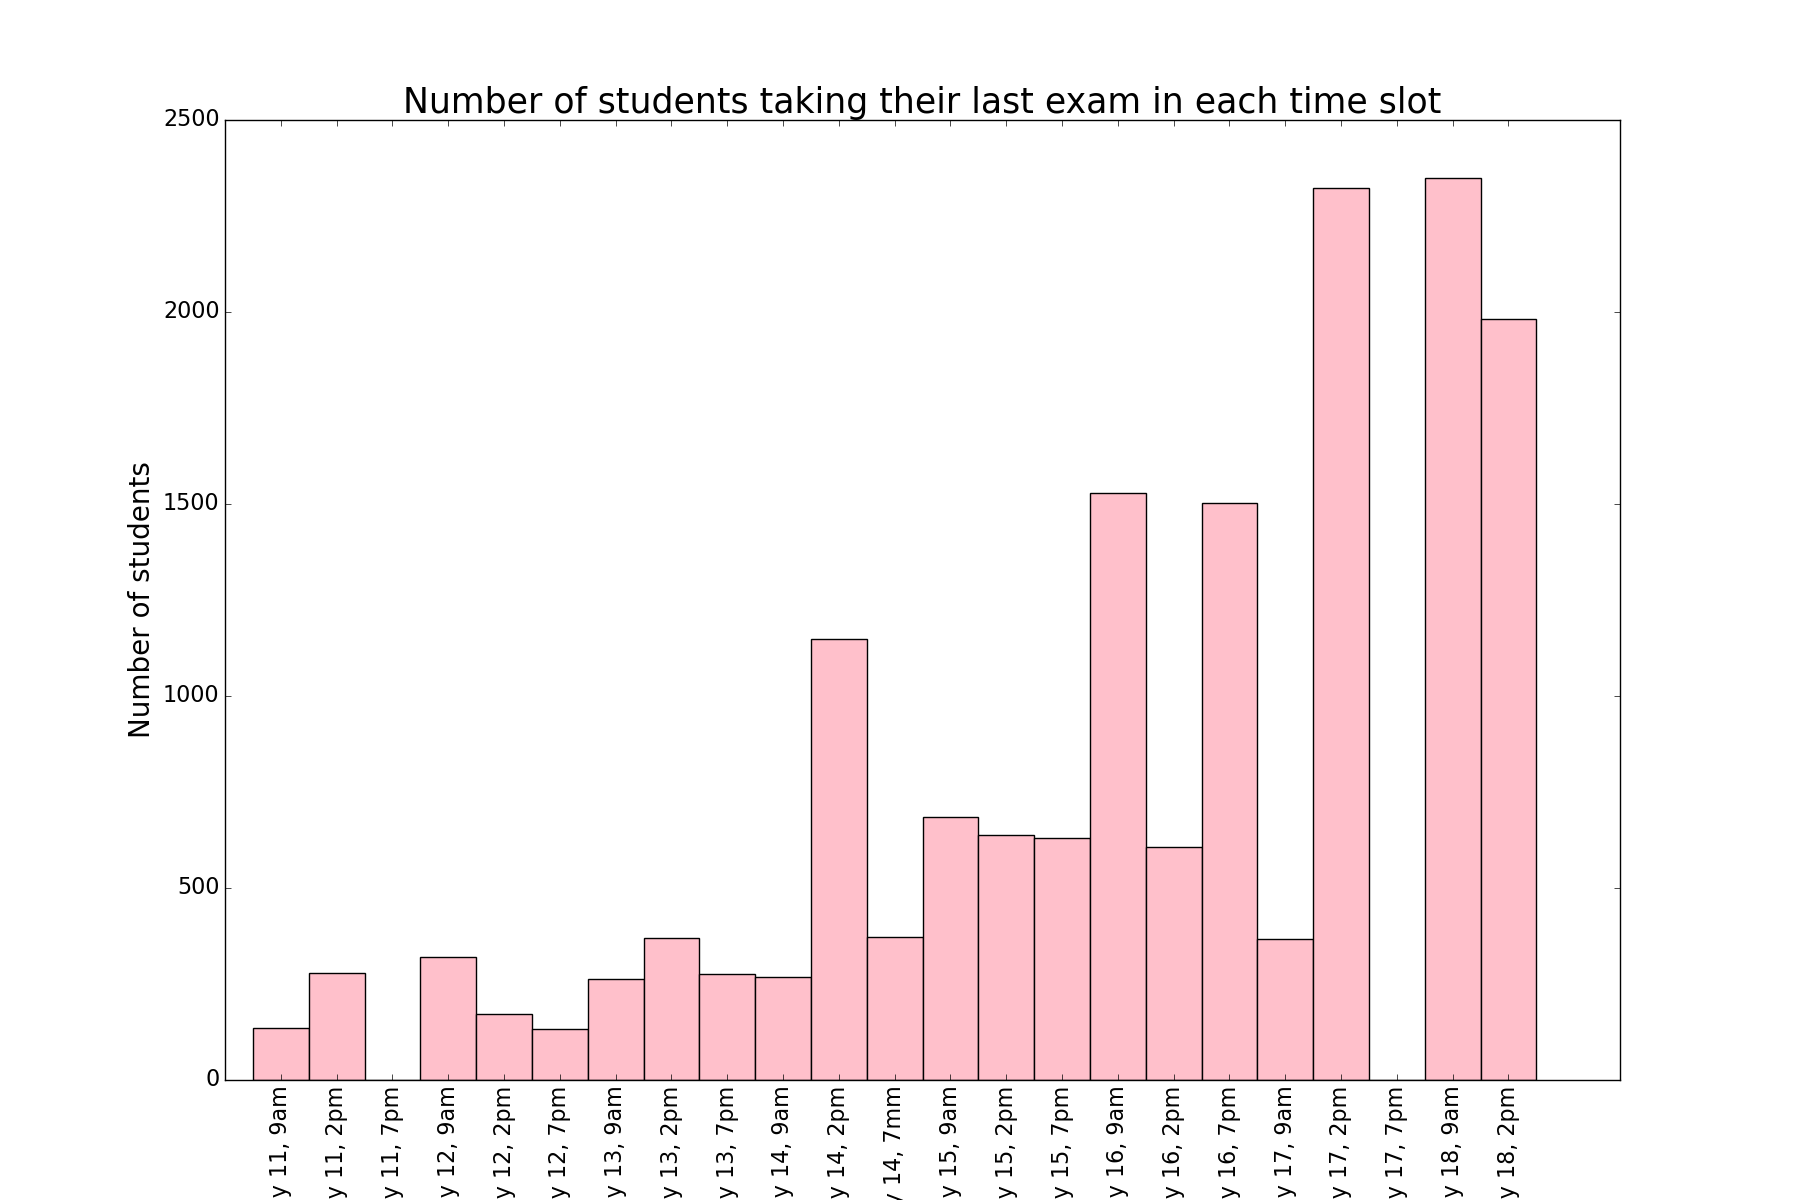 Number of students taking their last exam in each time slot
Number of students
2500
2000
1500
1000
500
0
y 11, 9am
y 11, 2pm
y 11, 7pm
y 12, 9am
y 12, 2pm
y 12, 7pm
y 13, 9am
y 13, 2pm
y 13, 7pm
y 14, 9am
y 14, 2pm
y 14, 7mm
y 15, 9am
y 15, 2pm
y 15, 7pm
y 16, 9am
y 16, 2pm
y 16, 7pm
y 17, 9am
y 17, 2pm
y 17, 7pm
y 18, 9am
y 18, 2pm